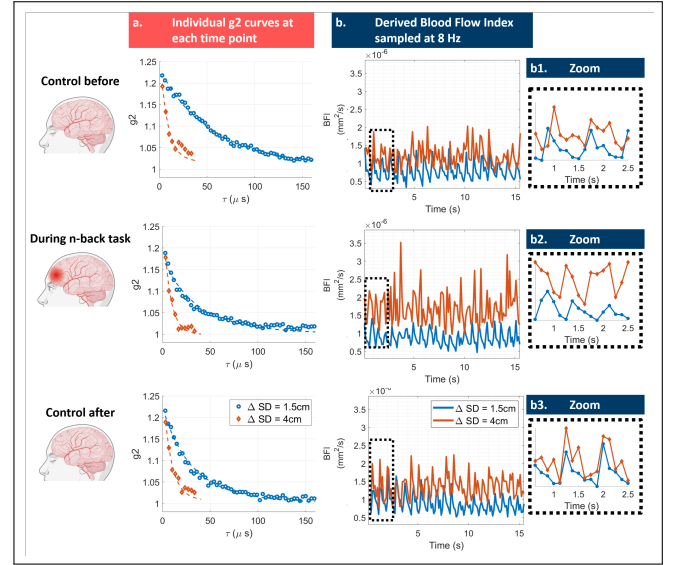 a. Individual g2 curves at
each time point
b. Derived Blood Flow Index
sampled at 8 Hz
b1. Zoom
Control before
g2
1.25
1.2
1.15
1.1
1.05
1
0 50 100 150
τ (μ s)
×10⁻⁶
BFI
(mm²/s)
3.5
3
2.5
2
1.5
1
0.5
5 10 15
Time (s)
1 1.5 2 2.5
Time (s)
During n-back task
g2
1.25
1.2
1.15
1.1
1.05
1
0 50 100 150
τ (μ s)
×10⁻⁶
BFI
(mm²/s)
3.5
3
2.5
2
1.5
1
0.5
5 10 15
Time (s)
b2. Zoom
1 1.5 2 2.5
Time (s)
Control after
g2
1.25
1.2
1.15
1.1
1.05
1
0 50 100 150
τ (μ s)
Δ SD = 1.5cm
Δ SD = 4cm
BFI
(mm²/s)
3.5
3
2.5
2
1.5
1
0.5
5 10 15
Time (s)
Δ SD = 1.5cm
Δ SD = 4cm
b3. Zoom
1 1.5 2 2.5
Time (s)